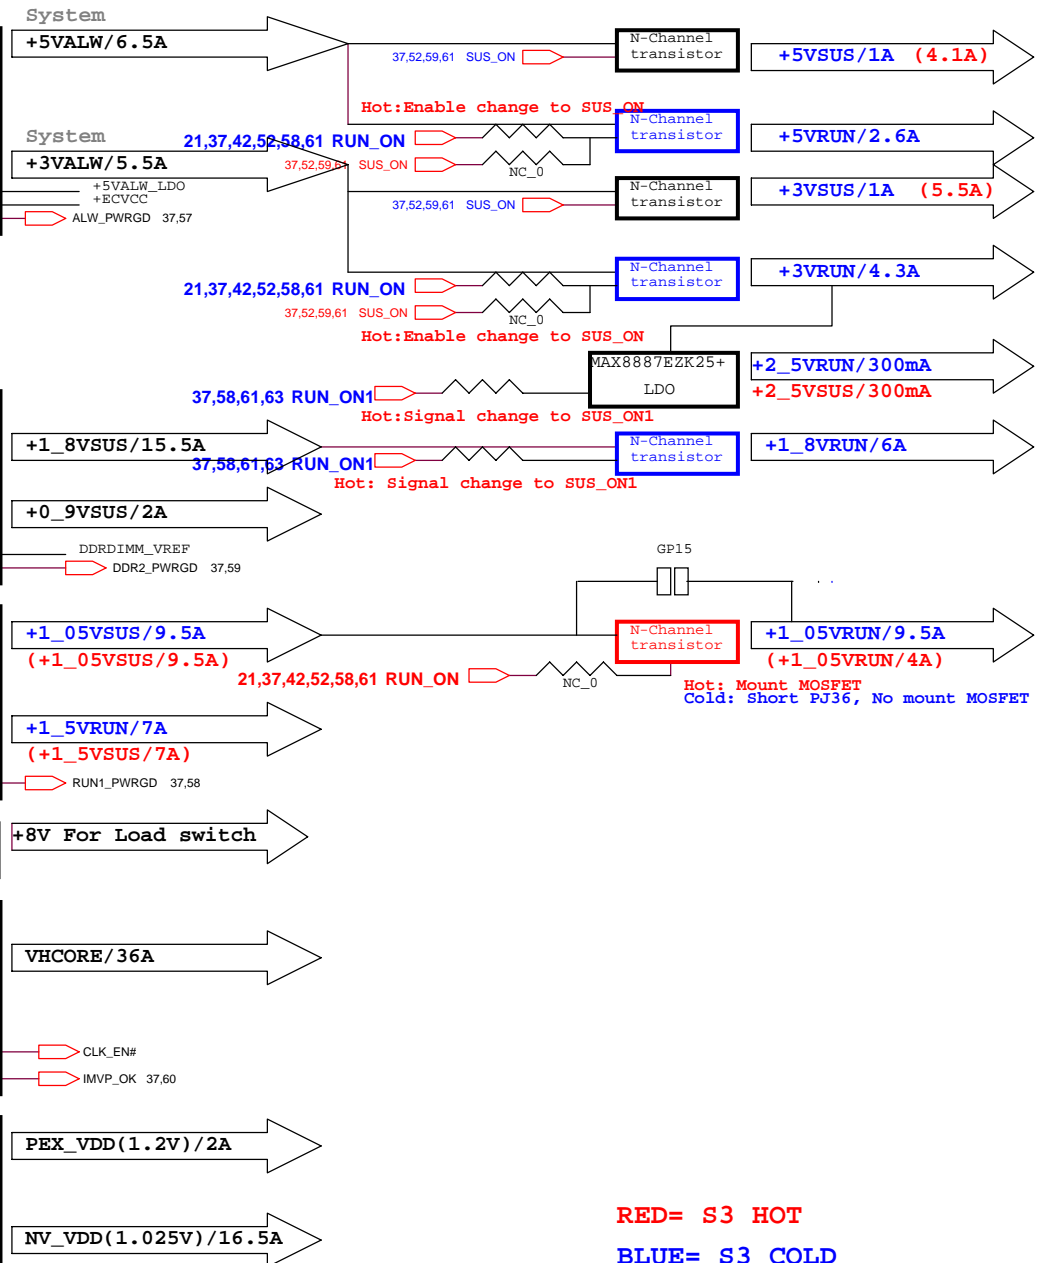 System
+5VALW/6.5A
37,52,59,61 SUS_ON
N-Channel
transistor
+5VSUS/1A (4.1A)
Hot:Enable change to SUS_ON
21,37,42,52,58,61 RUN_ON
N-Channel
transistor
+5VRUN/2.6A
System
+3VALW/5.5A
37,52,59,61 SUS_ON
NC_0
+5VALW_LDO
+ECVCC
ALW_PWRGD 37,57
37,52,59,61 SUS_ON
N-Channel
transistor
+3VSUS/1A (5.5A)
21,37,42,52,58,61 RUN_ON
N-Channel
transistor
+3VRUN/4.3A
37,52,59,61 SUS_ON
NC_0
Hot:Enable change to SUS_ON
MAX8887EZK25+
LDO
+2_5VRUN/300mA
+2_5VSUS/300mA
37,58,61,63 RUN_ON1
Hot:Signal change to SUS_ON1
+1_8VSUS/15.5A
37,58,61,63 RUN_ON1
N-Channel
transistor
+1_8VRUN/6A
Hot: Signal change to SUS_ON1
+0_9VSUS/2A
DDRDIMM_VREF
DDR2_PWRGD 37,59
GP15
+1_05VSUS/9.5A
(+1_05VSUS/9.5A)
N-Channel
transistor
+1_05VRUN/9.5A
(+1_05VRUN/4A)
21,37,42,52,58,61 RUN_ON
NC_0
Hot: Mount MOSFET
Cold: Short PJ36, No mount MOSFET
+1_5VRUN/7A
(+1_5VSUS/7A)
RUN1_PWRGD 37,58
+8V For Load switch
VHCORE/36A
CLK_EN#
IMVP_OK 37,60
PEX_VDD(1.2V)/2A
NV_VDD(1.025V)/16.5A
RED= S3 HOT
BLUE= S3 COLD